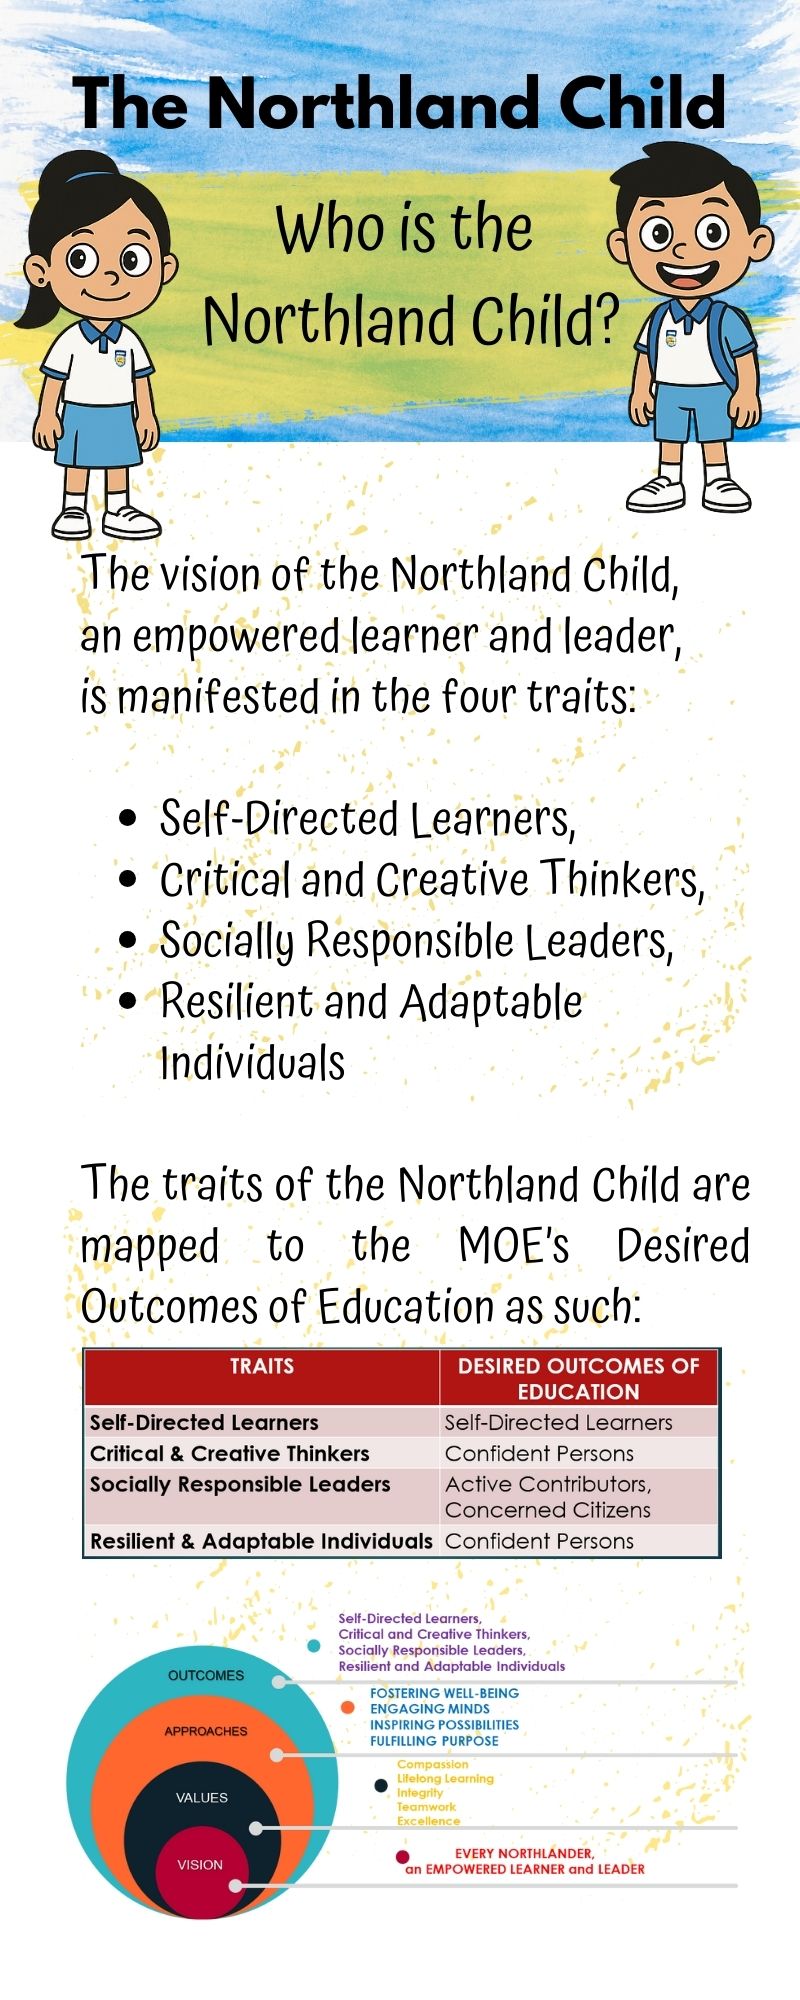 The Northland Child
Who is the
Northland Child?
The vision of the Northland Child,
an empowered learner and leader,
is manifested in the four traits:
• Self-Directed Learners,
• Critical and Creative Thinkers,
• Socially Responsible Leaders,
• Resilient and Adaptable
Individuals
The traits of the Northland Child are
mapped to the MOE's Desired
Outcomes of Education as such:
TRAITS
DESIRED OUTCOMES OF
EDUCATION
Self-Directed Learners
Self-Directed Learners
Critical & Creative Thinkers
Confident Persons
Socially Responsible Leaders
Active Contributors,
Concerned Citizens
Resilient & Adaptable Individuals
Confident Persons
OUTCOMES
Self-Directed Learners,
Critical and Creative Thinkers,
Socially Responsible Leaders,
Resilient and Adaptable Individuals
APPROACHES
FOSTERING WELL-BEING
ENGAGING MINDS
INSPIRING POSSIBILITIES
FULFILLING PURPOSE
VALUES
Compassion
Lifelong Learning
Integrity
Teamwork
Excellence
VISION
EVERY NORTHLANDER,
an EMPOWERED LEARNER and LEADER